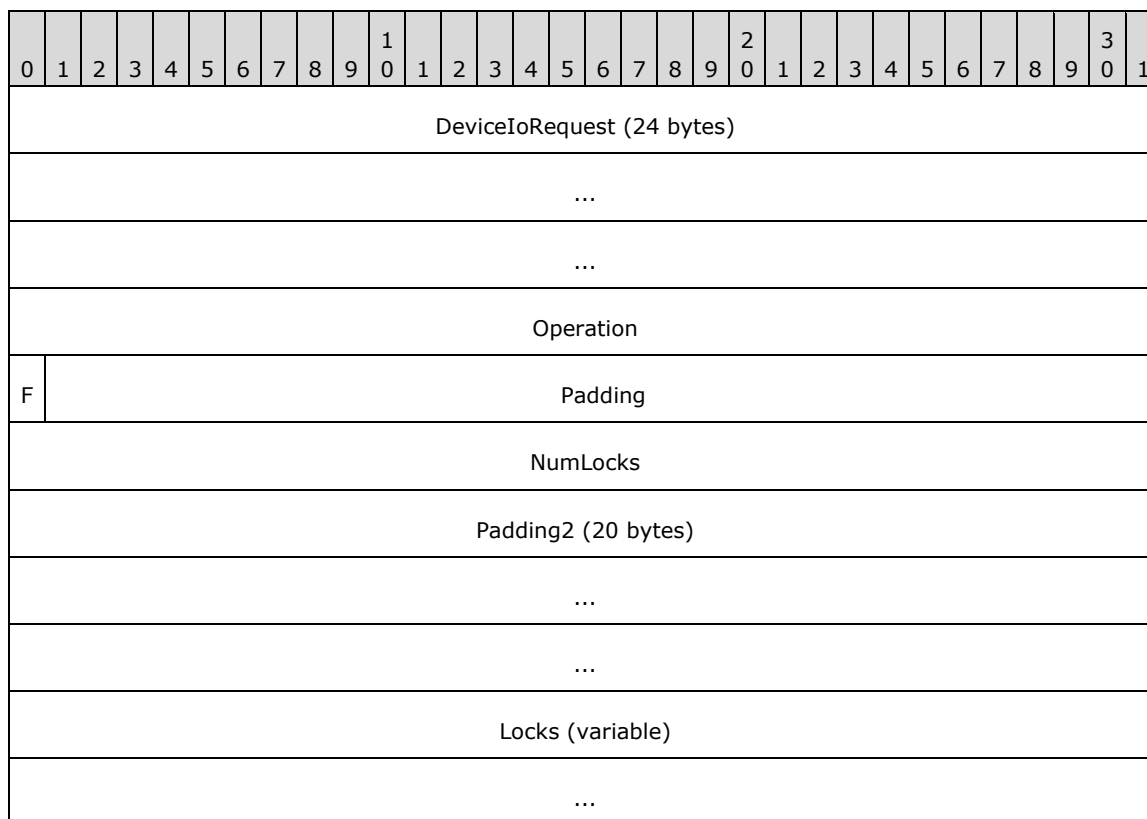 1 2 3
0 1 2 3 4 5 6 7 8 9 0 1 2 3 4 5 6 7 8 9 0 1 2 3 4 5 6 7 8 9 0 1
DeviceIoRequest (24 bytes)
...
...
Operation
F Padding
NumLocks
Padding2 (20 bytes)
...
...
Locks (variable)
...